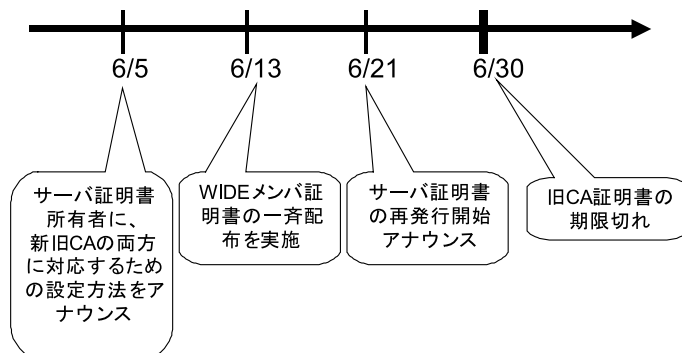 6/5
6/13
6/21
6/30
サーバ証明書
所有者に、
新旧CAの両方
に対応するため
の設定方法をア
ナウンス
WIDEメンバ証
明書の一斉配
布を実施
サーバ証明書
の再発行開始
アナウンス
旧CA証明書の
期限切れ